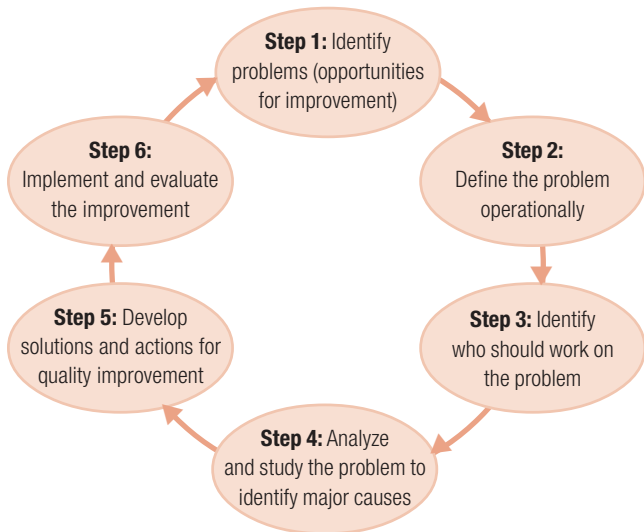 Step 1: Identify
problems (opportunities
for improvement)
Step 2:
Define the problem
operationally
Step 3: Identify
who should work on
the problem
Step 4: Analyze
and study the problem to
identify major causes
Step 5: Develop
solutions and actions for
quality improvement
Step 6:
Implement and evaluate
the improvement